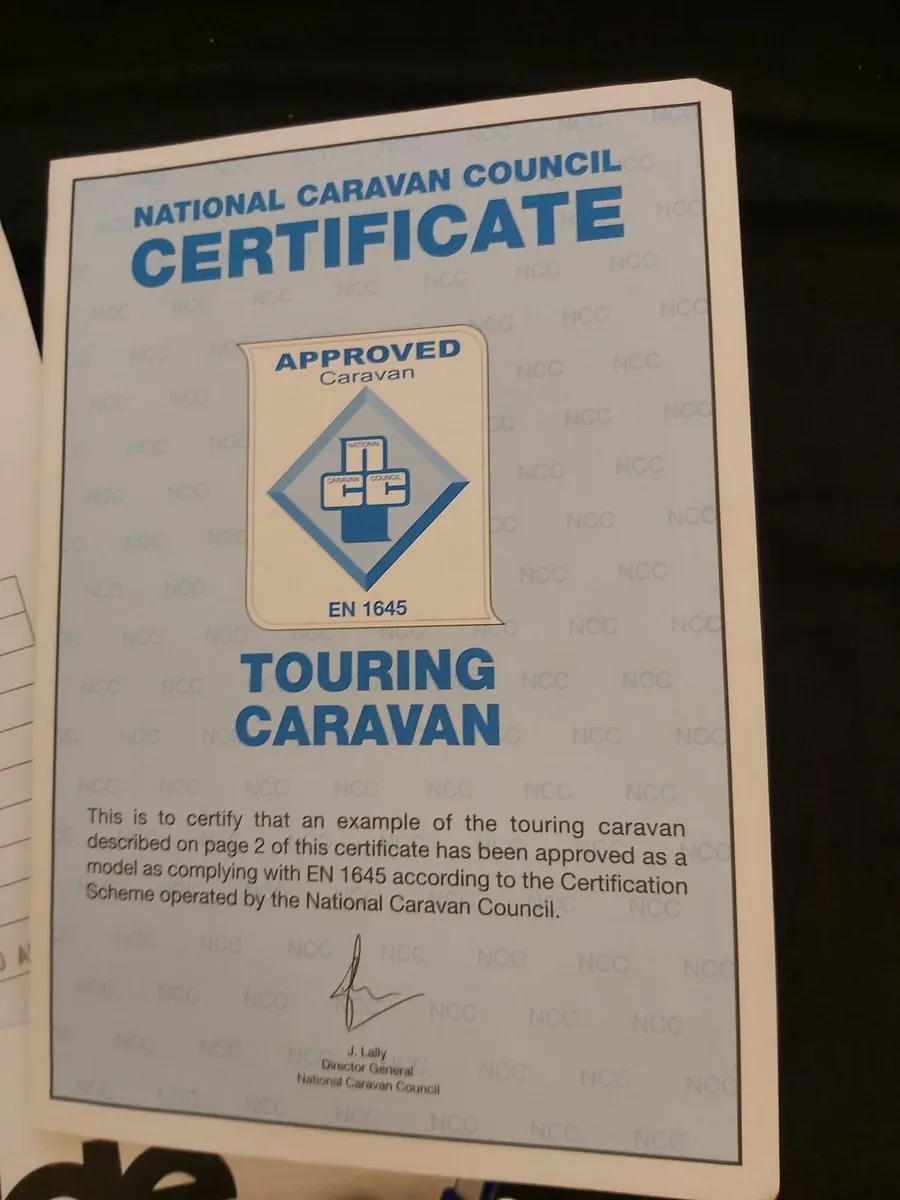 NATIONAL CARAVAN COUNCIL
CERTIFICATE
APPROVED
Caravan
NATIONAL
CARAVAN COUNCIL
ncc
EN 1645
TOURING
CARAVAN
This is to certify that an example of the touring caravan
described on page 2 of this certificate has been approved as a
model as complying with EN 1645 according to the Certification
Scheme operated by the National Caravan Council.
J. Lally
Director General
National Caravan Council